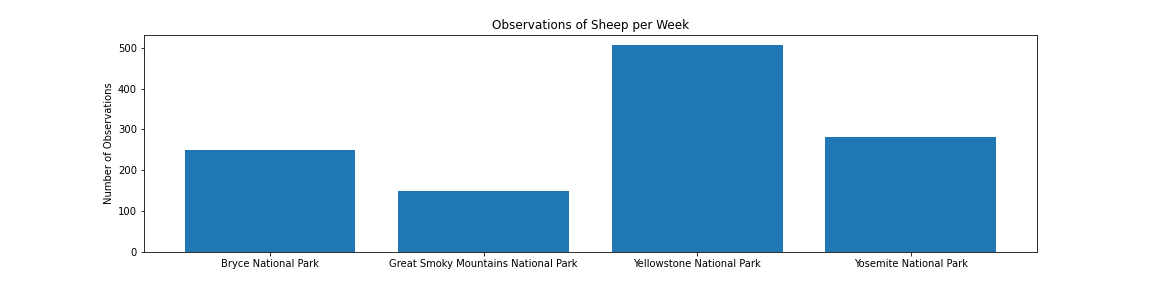 Observations of Sheep per Week
Number of Observations
500
400
300
200
100
0
Bryce National Park
Great Smoky Mountains National Park
Yellowstone National Park
Yosemite National Park